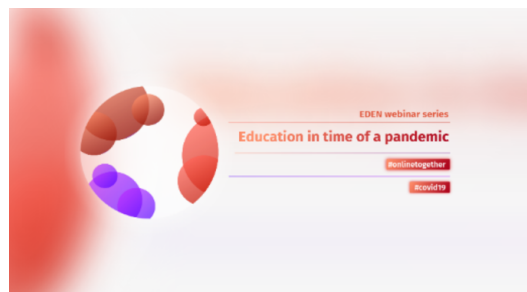 EDEN webinar series
Education in time of a pandemic
#onlinetogether
#covid19